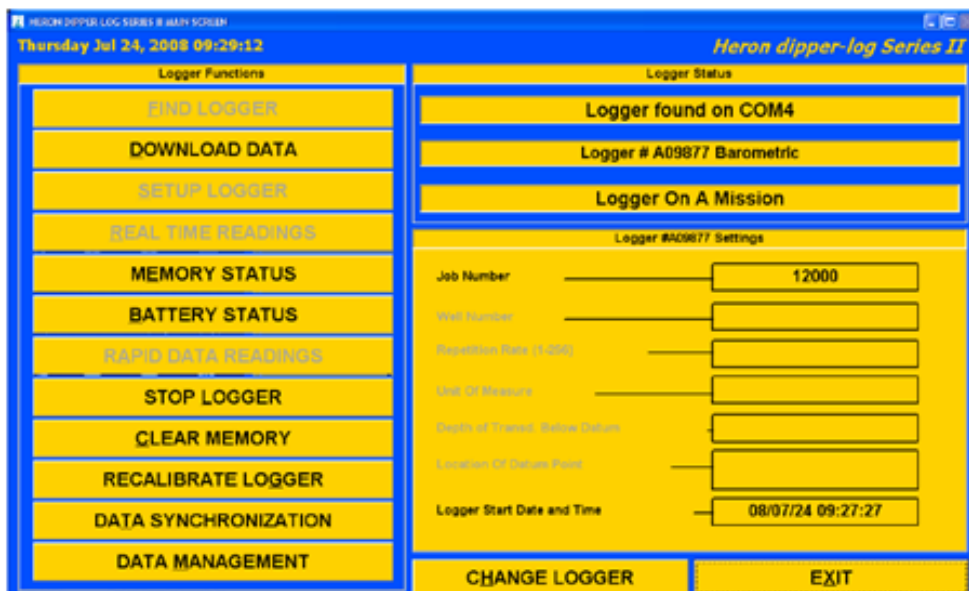 HERON DIPPER LOG SERIES II MAIN SCREEN
Thursday Jul 24, 2008 09:29:12
Heron dipper-log Series II
Logger Functions
FIND LOGGER
DOWNLOAD DATA
SETUP LOGGER
REAL TIME READINGS
MEMORY STATUS
BATTERY STATUS
RAPID DATA READINGS
STOP LOGGER
CLEAR MEMORY
RECALIBRATE LOGGER
DATA SYNCHRONIZATION
DATA MANAGEMENT
Logger Status
Logger found on COM4
Logger # A09877 Barometric
Logger On A Mission
Logger #A09877 Settings
Job Number 12000
Well Number
Repetition Rate (1-256)
Unit Of Measure
Depth of Transd. Below Datum
Location Of Datum Point
Logger Start Date and Time 08/07/24 09:27:27
CHANGE LOGGER
EXIT